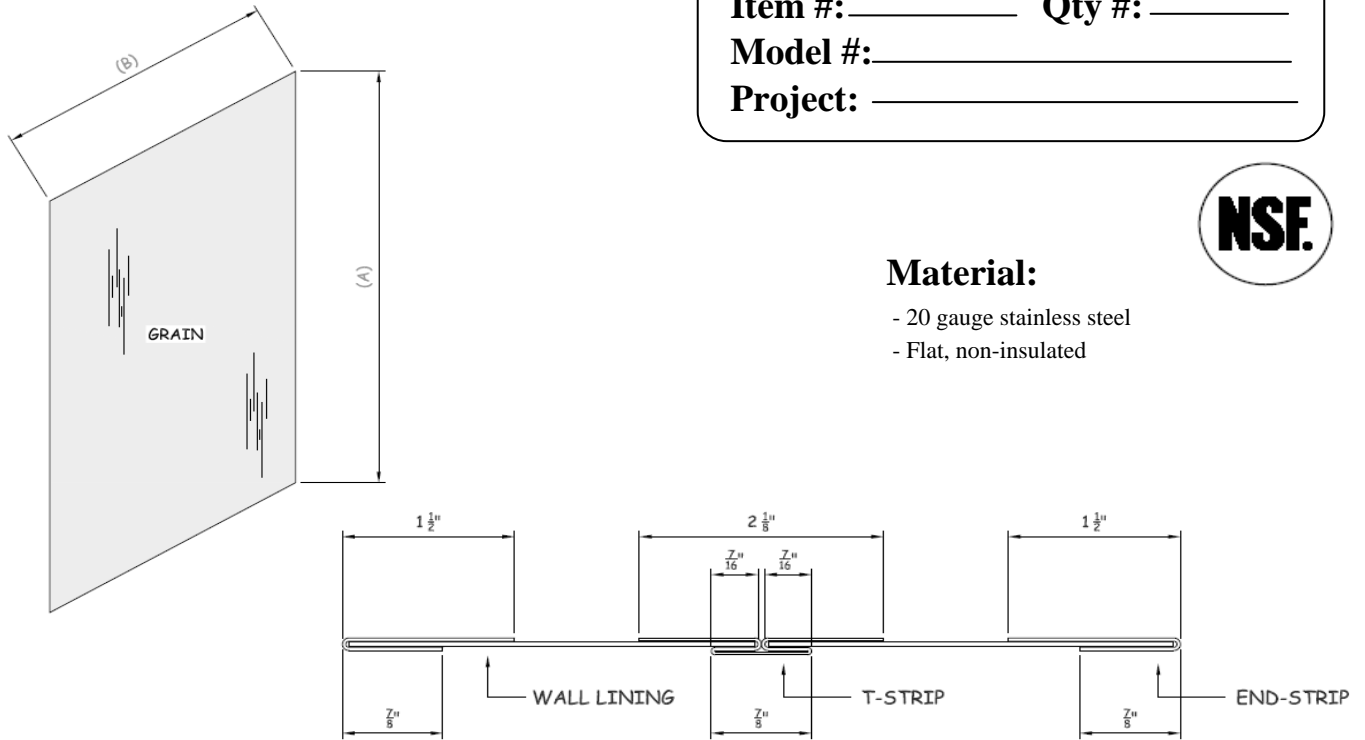 Item #: Qty #:
Model #:
Project:
(B)
(A)
NSF.
Material:
- 20 gauge stainless steel
- Flat, non-insulated
GRAIN
1 1/2" 2 1/8" 1 1/2"
7/16" 7/16"
WALL LINING T-STRIP END-STRIP
7/8" 7/8" 7/8"